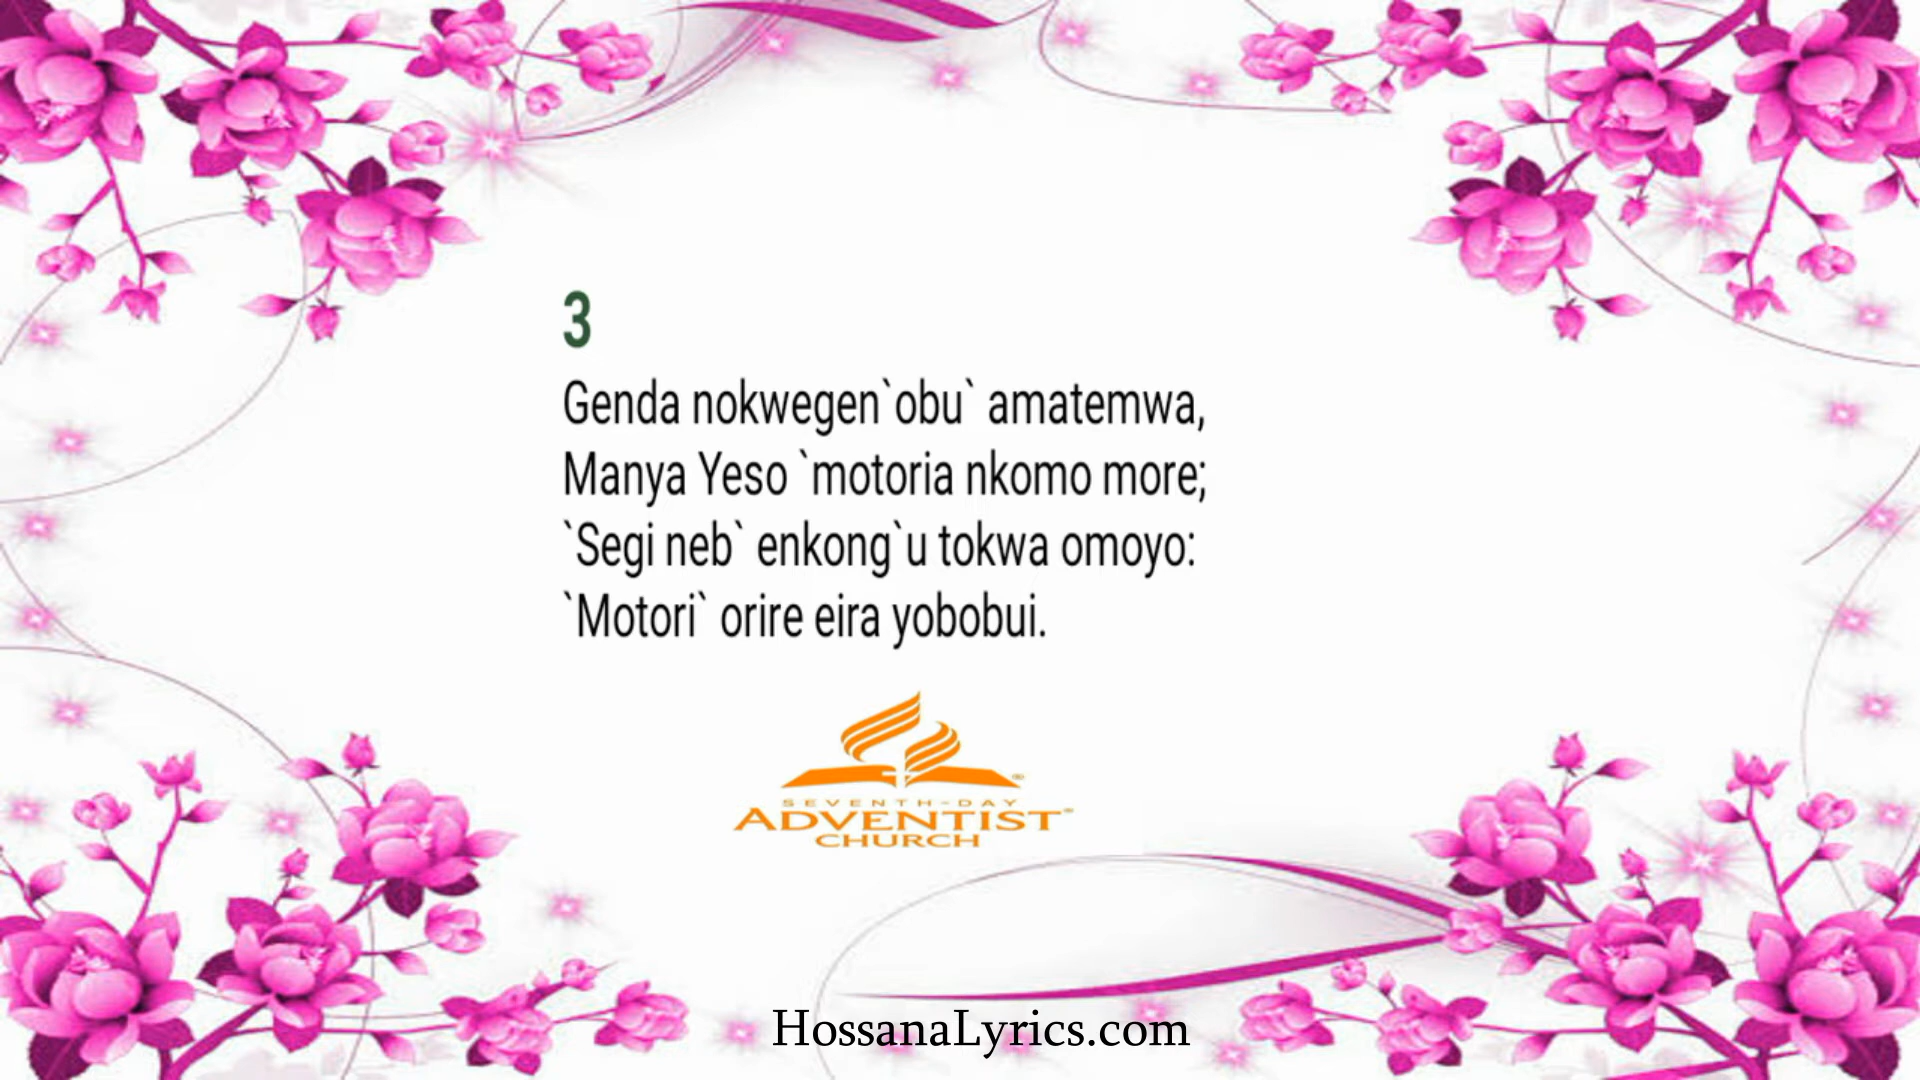 3
Genda nokwegen`obu` amatemwa,
Manya Yeso `motoria nkomo more;
`Segi neb` enkong`u tokwa omoyo:
`Motori` orire eira yobobui.
SEVENTH-DAY
ADVENTIST®
CHURCH
HossanaLyrics.com